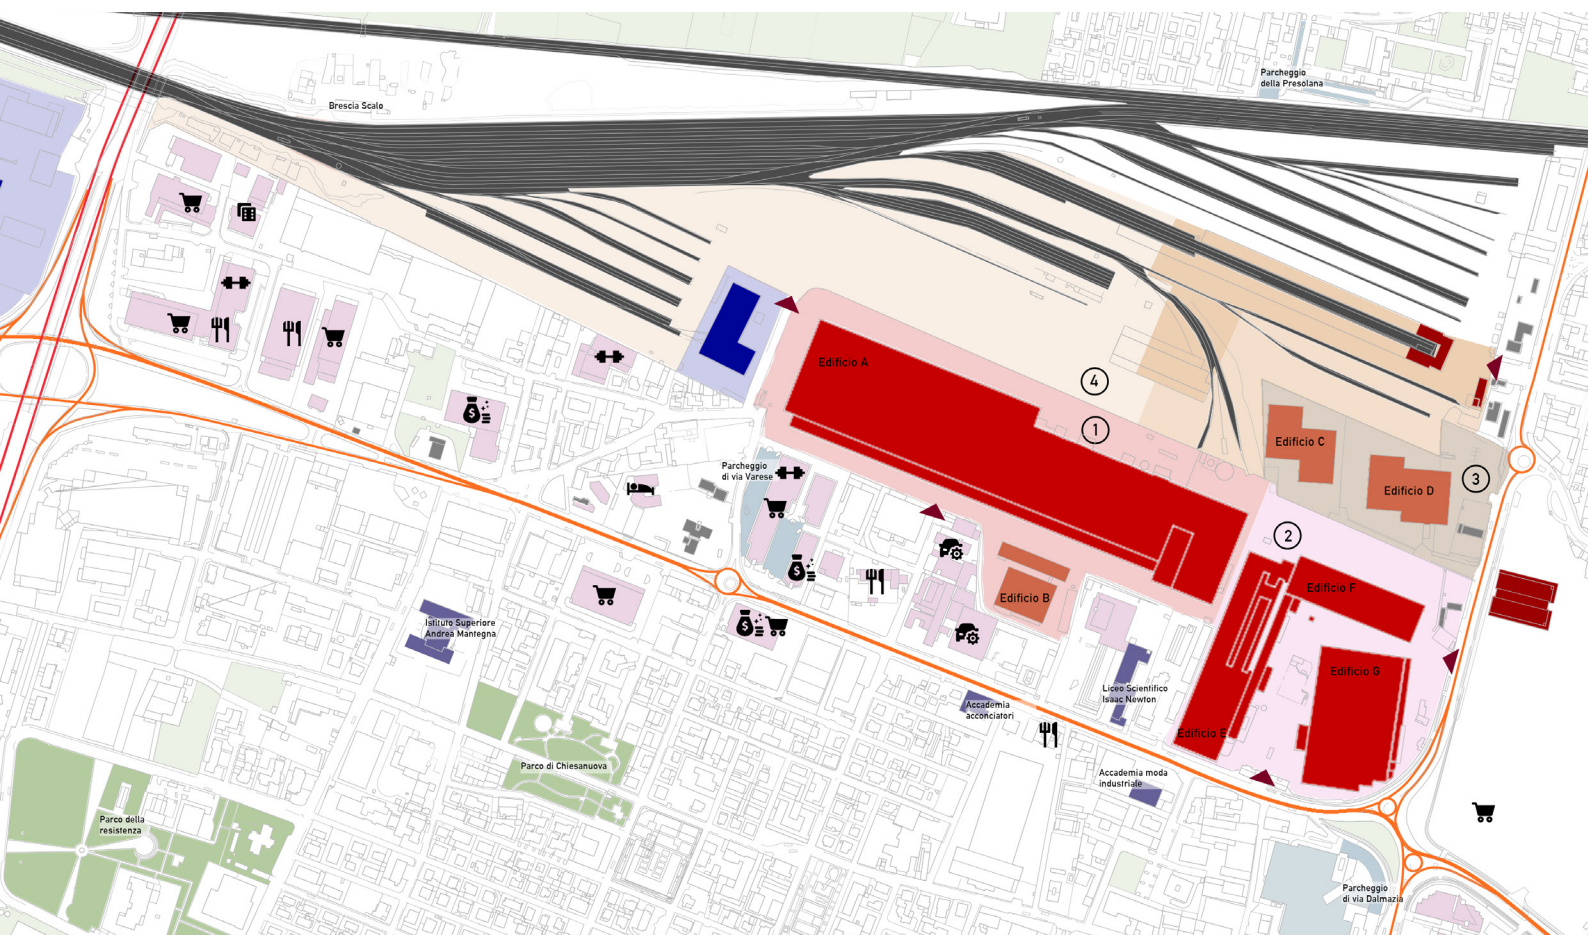 Parcheggio
della Presolana
Brescia Scalo
Edificio A
4
1
Edificio C
Parcheggio
di via Varese
3
Edificio D
2
Edificio B
Edificio F
Istituto Superiore
Andrea Mantegna
Edificio G
Liceo Scientifico
Isaac Newton
Accademia
acconciatori
Edificio E
Parco di Chiesanuova
Accademia moda
industriale
Parco della
resistenza
Parcheggio
di via Dalmazia